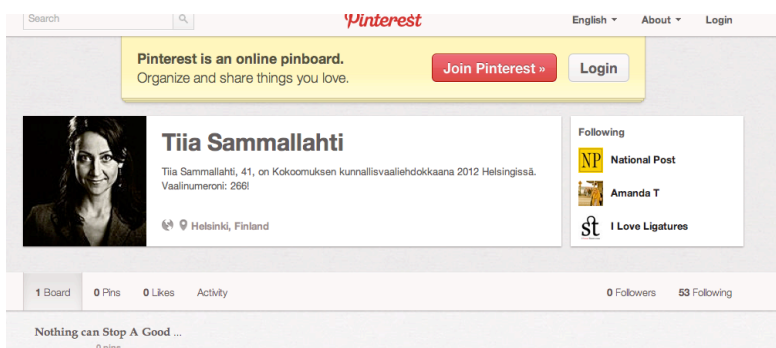 Search
Pinterest
English
About
Login
Pinterest is an online pinboard.
Organize and share things you love.
Join Pinterest »
Login
Tiia Sammallahti
Tiia Sammallahti, 41, on Kokoomuksen kunnallisvaaliehdokkaana 2012 Helsingissä.
Vaalinumeroni: 266!
Helsinki, Finland
Following
NP National Post
Amanda T
st I Love Ligatures
1 Board 0 Pins 0 Likes Activity 0 Followers 53 Following
Nothing can Stop A Good ...
0 pins